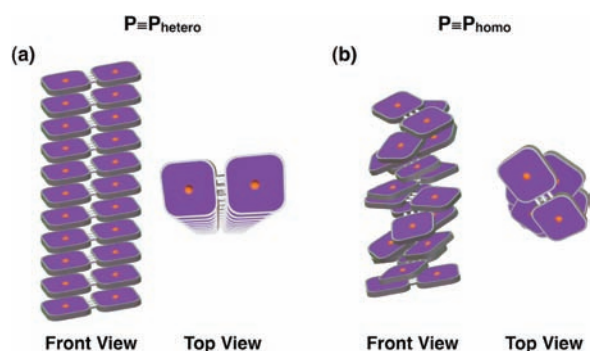 P≡Phetero
P≡Phomo
(a)
(b)
Front View
Top View
Front View
Top View